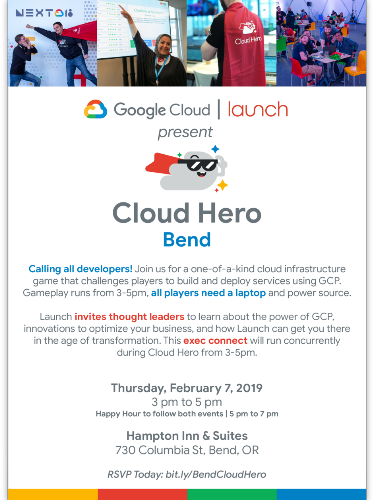 NEXT
Cloud Hero
Google Cloud | launch
present
Cloud Hero
Bend
Calling all developers! Join us for a one-of-a-kind cloud infrastructure
game that challenges players to build and deploy services using GCP.
Gameplay runs from 3-5pm, all players need a laptop and power source.
Launch invites thought leaders to learn about the power of GCP,
innovations to optimize your business, and how Launch can get you there
in the age of transformation. This exec connect will run concurrently
during Cloud Hero from 3-5pm.
Thursday, February 7, 2019
3 pm to 5 pm
Happy Hour to follow both events | 5 pm to 7 pm
Hampton Inn & Suites
730 Columbia St, Bend, OR
RSVP Today: bit.ly/BendCloudHero